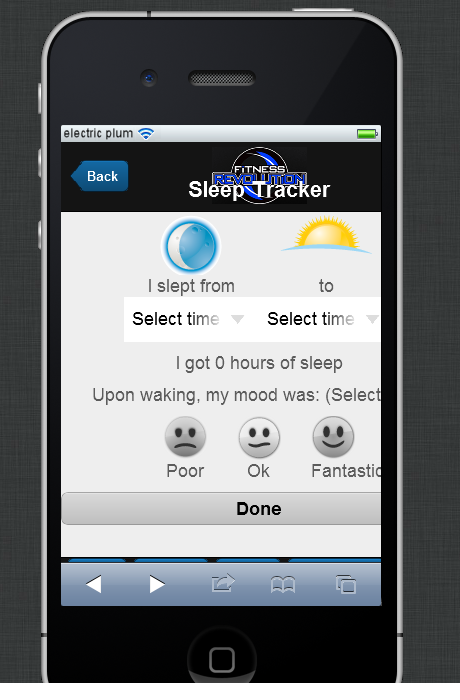 electric plum
Back
FITNESS
REVOLUTION
Sleep Tracker
I slept from
to
Select time
Select time
I got 0 hours of sleep
Upon waking, my mood was: (Select
Poor
Ok
Fantastic
Done